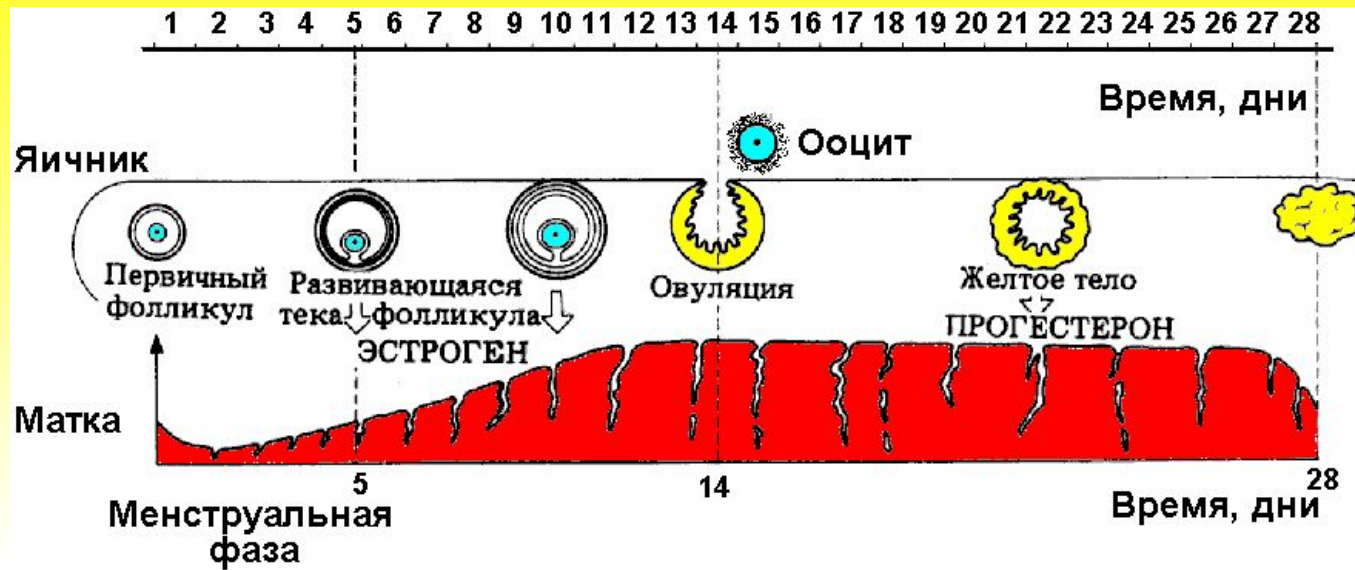 1 2 3 4 5 6 7 8 9 10 11 12 13 14 15 16 17 18 19 20 21 22 23 24 25 26 27 28
Время, дни
Ооцит
Яичник
Первичный
фолликул
Развивающаяся
тека фолликула
ЭСТРОГЕН
Овуляция
Желтое тело
ПРОГЕСТЕРОН
Матка
5 14 28
Менструальная
фаза
Время, дни